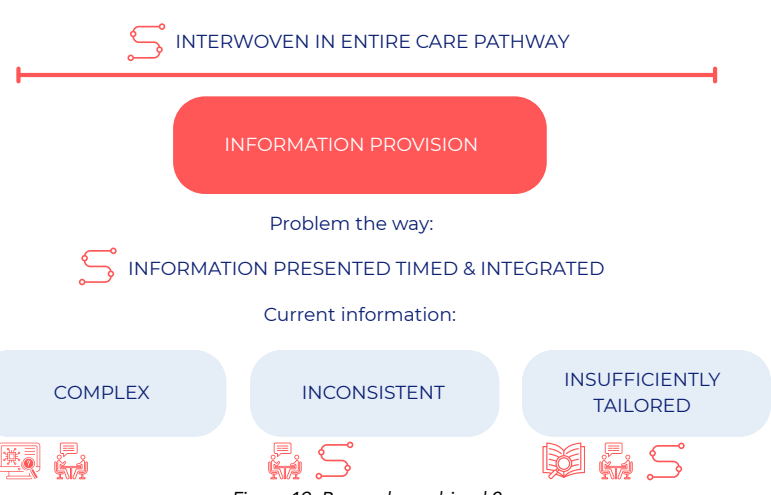 INTERWOVEN IN ENTIRE CARE PATHWAY
INFORMATION PROVISION
Problem the way:
INFORMATION PRESENTED TIMED & INTEGRATED
Current information:
COMPLEX
INCONSISTENT
INSUFFICIENTLY
TAILORED